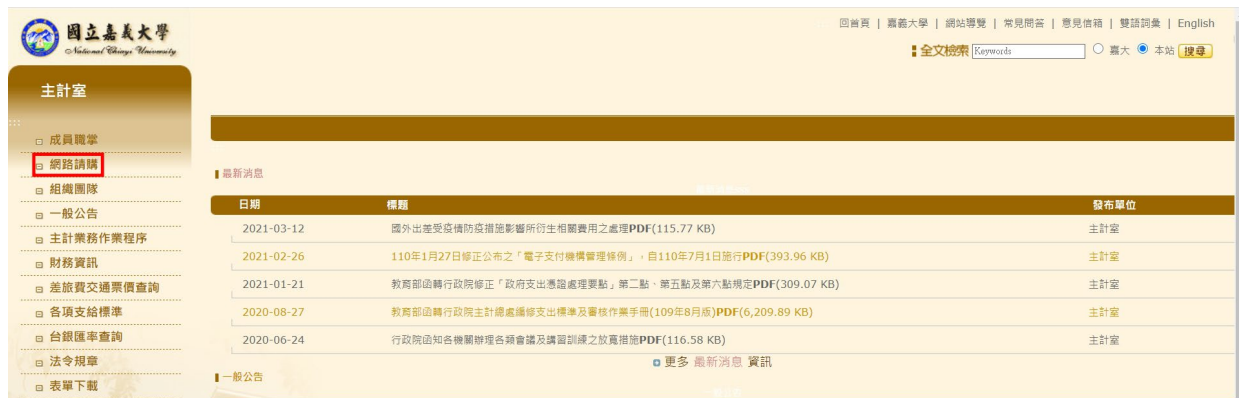 國立嘉義大學
National Chiayi University
回首頁 | 嘉義大學 | 網站導覽 | 常見問答 | 意見信箱 | 雙語詞彙 | English
全文檢索 Keywords 嘉大 本站 搜尋
主計室
:::
成員職掌
網路請購
組織團隊
一般公告
主計業務作業程序
財務資訊
差旅費交通票價查詢
各項支給標準
台銀匯率查詢
法令規章
表單下載
最新消息
日期 標題 發布單位
2021-03-12 國外出差受疫情防疫措施影響所衍生相關費用之處理PDF(115.77 KB) 主計室
2021-02-26 110年1月27日修正公布之「電子支付機構管理條例」，自110年7月1日施行PDF(393.96 KB) 主計室
2021-01-21 教育部函轉行政院修正「政府支出憑證處理要點」第二點、第五點及第六點規定PDF(309.07 KB) 主計室
2020-08-27 教育部函轉行政院主計總處編修支出標準及審核作業手冊(109年8月版)PDF(6,209.89 KB) 主計室
2020-06-24 行政院函知各機關辦理各類會議及講習訓練之放寬措施PDF(116.58 KB) 主計室
更多 最新消息 資訊
一般公告